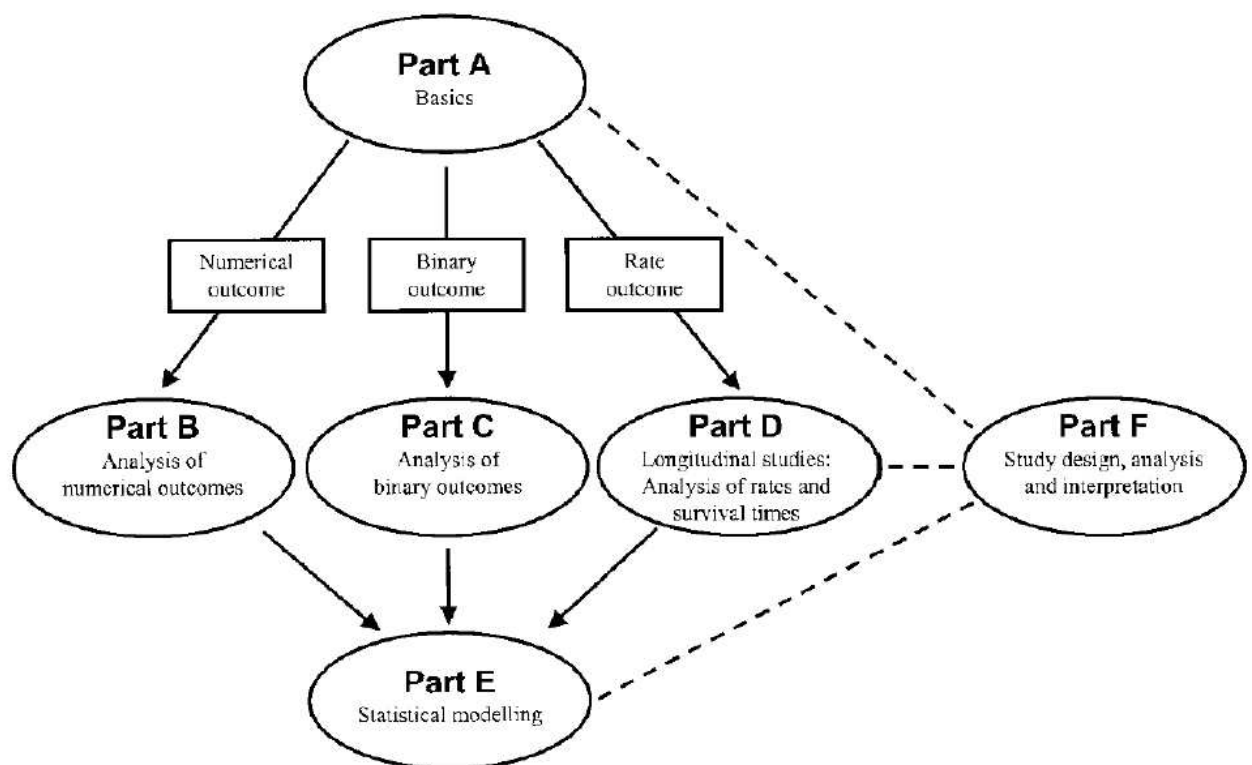 Part A
Basics
Numerical
outcome
Binary
outcome
Rate
outcome
Part B
Analysis of
numerical outcomes
Part C
Analysis of
binary outcomes
Part D
Longitudinal studies:
Analysis of rates and
survival times
Part F
Study design, analysis
and interpretation
Part E
Statistical modelling